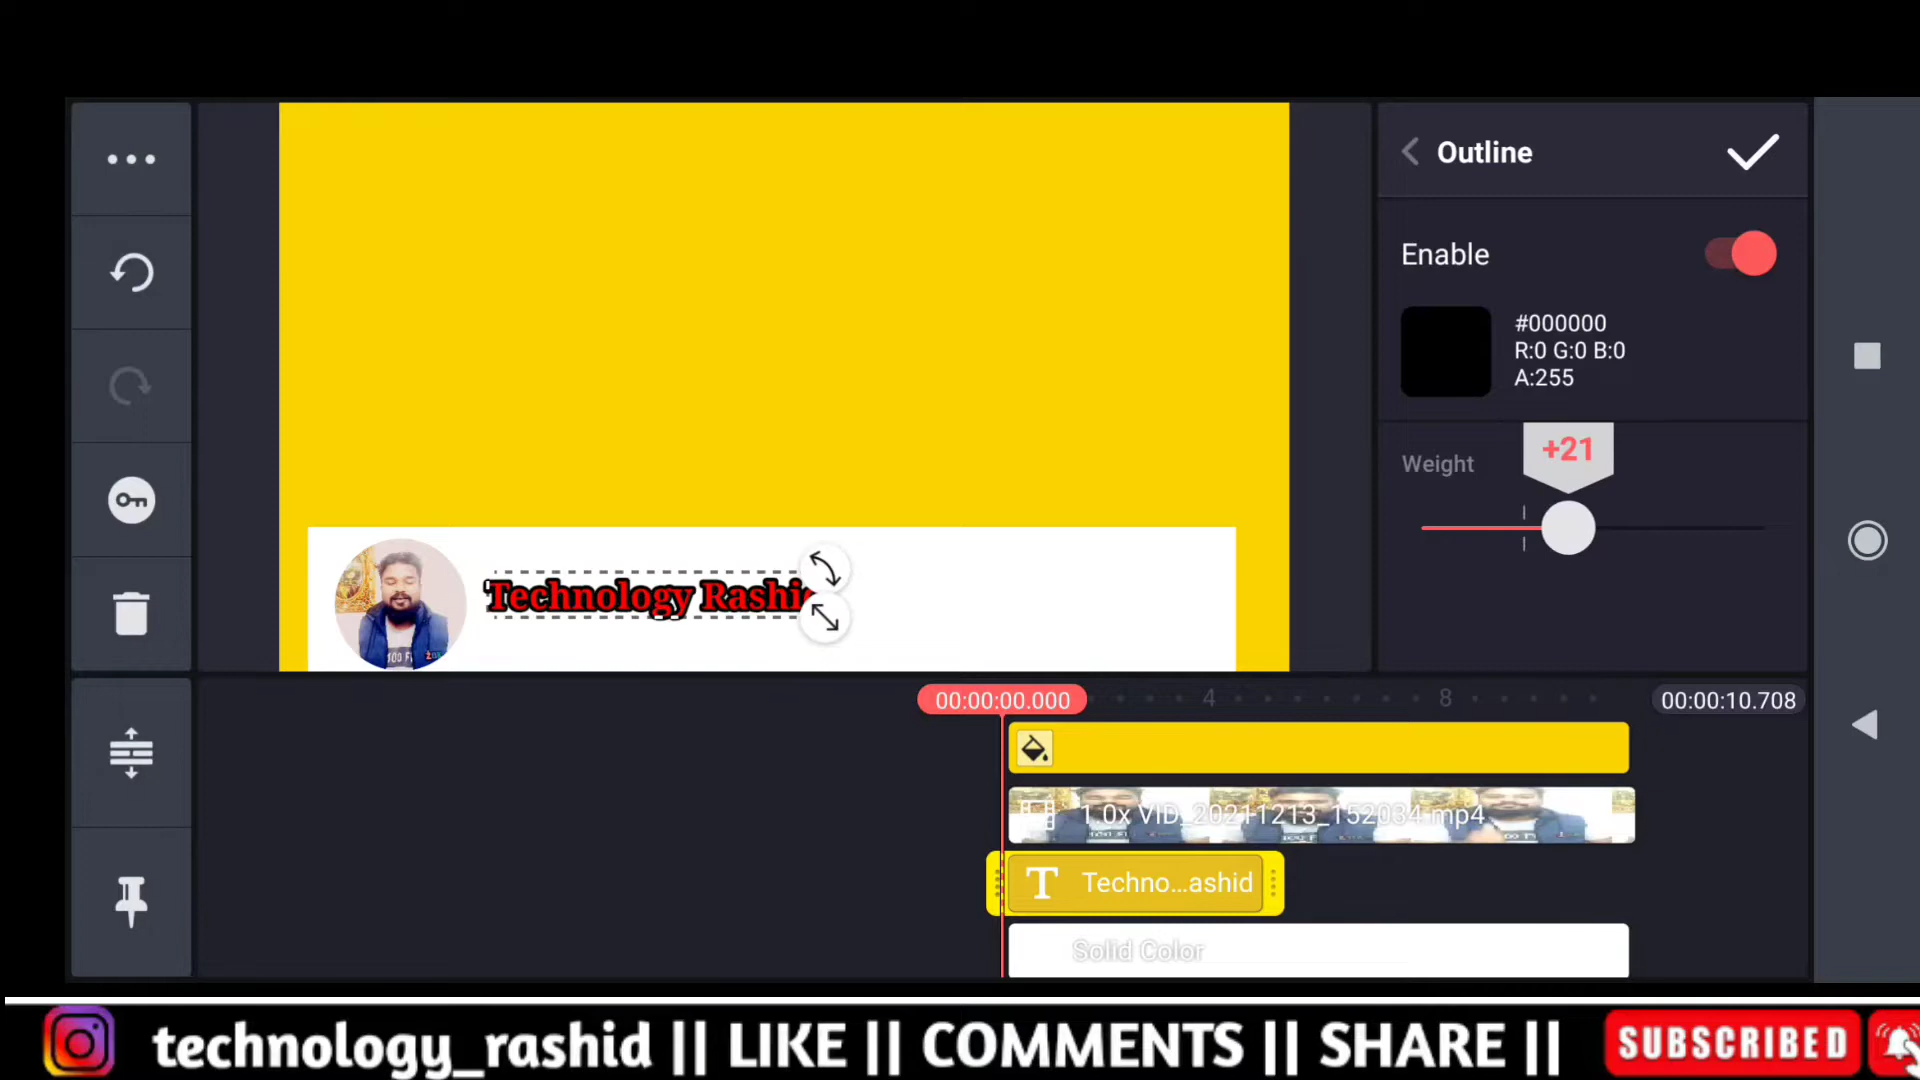 Outline
Enable
#000000
R:0 G:0 B:0
A:255
Weight
+21
Technology Rashi
00:00:00.000
4
8
00:00:10.708
1.0x VID_20211213_152034.mp4
T Techno...ashid
Solid Color
technology_rashid || LIKE || COMMENTS || SHARE ||
SUBSCRIBED